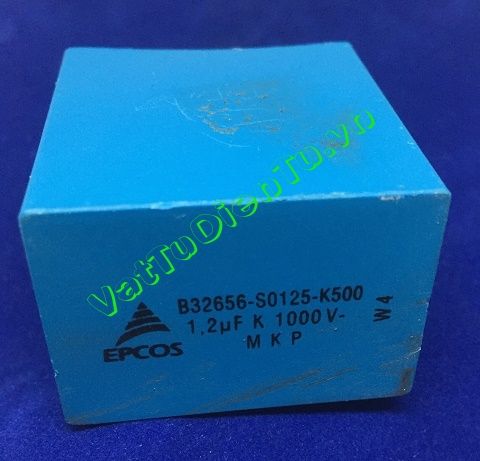 VatTuDienTu.vn
B32656-S0125-K500
1,2µF K 1000V-
M K P
W4
EPCOS